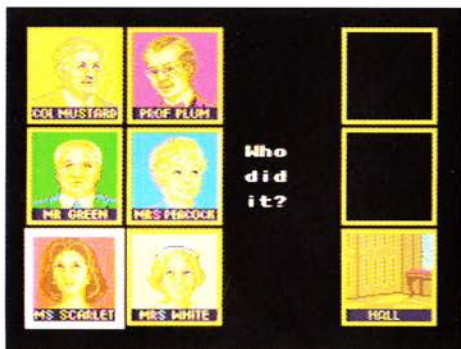 COL MUSTARD
PROF PLUM
Who
did
it?
MR GREEN
MRS PEACOCK
MS SCARLET
MRS WHITE
HALL